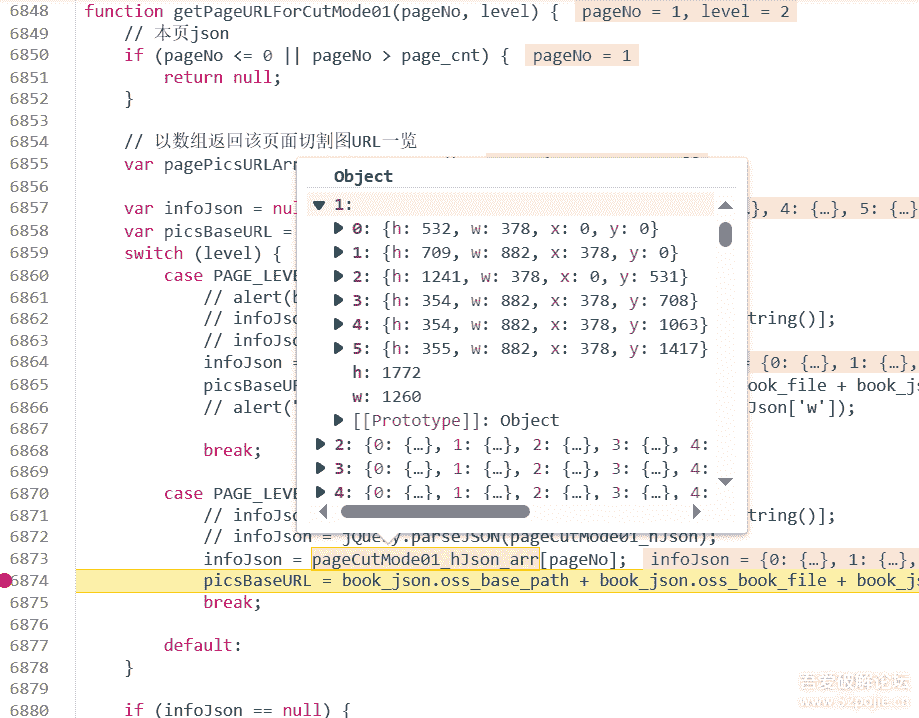 6848 function getPageURLForCutMode01(pageNo, level) { pageNo = 1, level = 2
6849 // 本页json
6850 if (pageNo <= 0 || pageNo > page_cnt) { pageNo = 1
6851 return null;
6852 }
6853
6854 // 以数组返回该页面切割图URL一览
6855 var pagePicsURLAr
6856
6857 var infoJson = nul }, 4: {…}, 5: {…}
6858 var picsBaseURL =
6859 switch (level) {
6860 case PAGE_LEVE
6861 // alert(b
6862 // infoJso tring()];
6863 // infoJso
6864 infoJson = = {0: {…}, 1: {…},
6865 picsBaseUR book_file + book_js
6866 // alert(' Json['w']);
6867
6868 break;
6869
6870 case PAGE_LEVE
6871 // infoJso tring()];
6872 // infoJson = jQuery.parseJSON(pageCutMode01_hJson);
6873 infoJson = pageCutMode01_hJson_arr[pageNo]; infoJson = {0: {…}, 1: {…},
6874 picsBaseURL = book_json.oss_base_path + book_json.oss_book_file + book_js
6875 break;
6876
6877 default:
6878 }
6879
6880 if (infoJson == null) {
Object
1:
0: {h: 532, w: 378, x: 0, y: 0}
1: {h: 709, w: 882, x: 378, y: 0}
2: {h: 1241, w: 378, x: 0, y: 531}
3: {h: 354, w: 882, x: 378, y: 708}
4: {h: 354, w: 882, x: 378, y: 1063}
5: {h: 355, w: 882, x: 378, y: 1417}
h: 1772
w: 1260
[[Prototype]]: Object
2: {0: {…}, 1: {…}, 2: {…}, 3: {…}, 4:
3: {0: {…}, 1: {…}, 2: {…}, 3: {…}, 4:
4: {0: {…}, 1: {…}, 2: {…}, 3: {…}, 4:
吾爱破解论坛
www.52pojie.cn